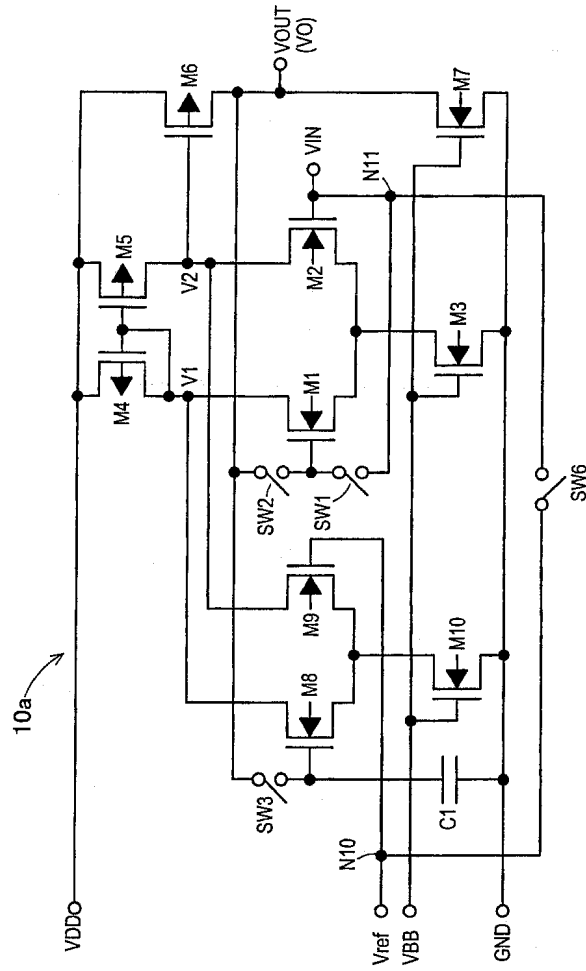 10a
VDD
M4
M5
M6
V1
V2
VOUT
(VO)
SW2
SW1
M1
M2
VIN
N11
M7
SW3
M8
M9
M3
M10
C1
N10
Vref
VBB
GND
SW6